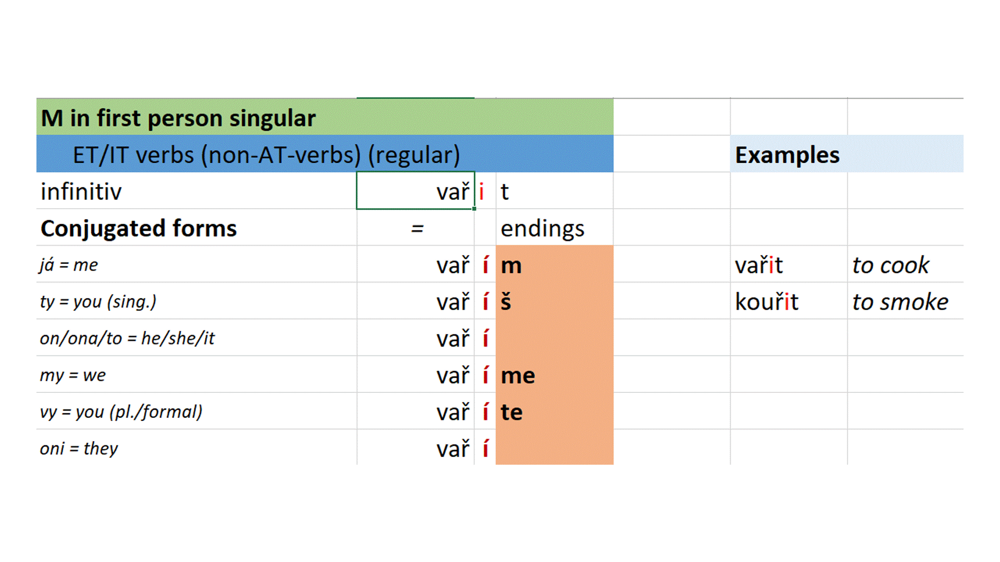 M in first person singular
ET/IT verbs (non-AT-verbs) (regular)
Examples
infinitiv vař i t
Conjugated forms = endings
já = me vař í m vařit to cook
ty = you (sing.) vař í š kouřit to smoke
on/ona/to = he/she/it vař í
my = we vař í me
vy = you (pl./formal) vař í te
oni = they vař í